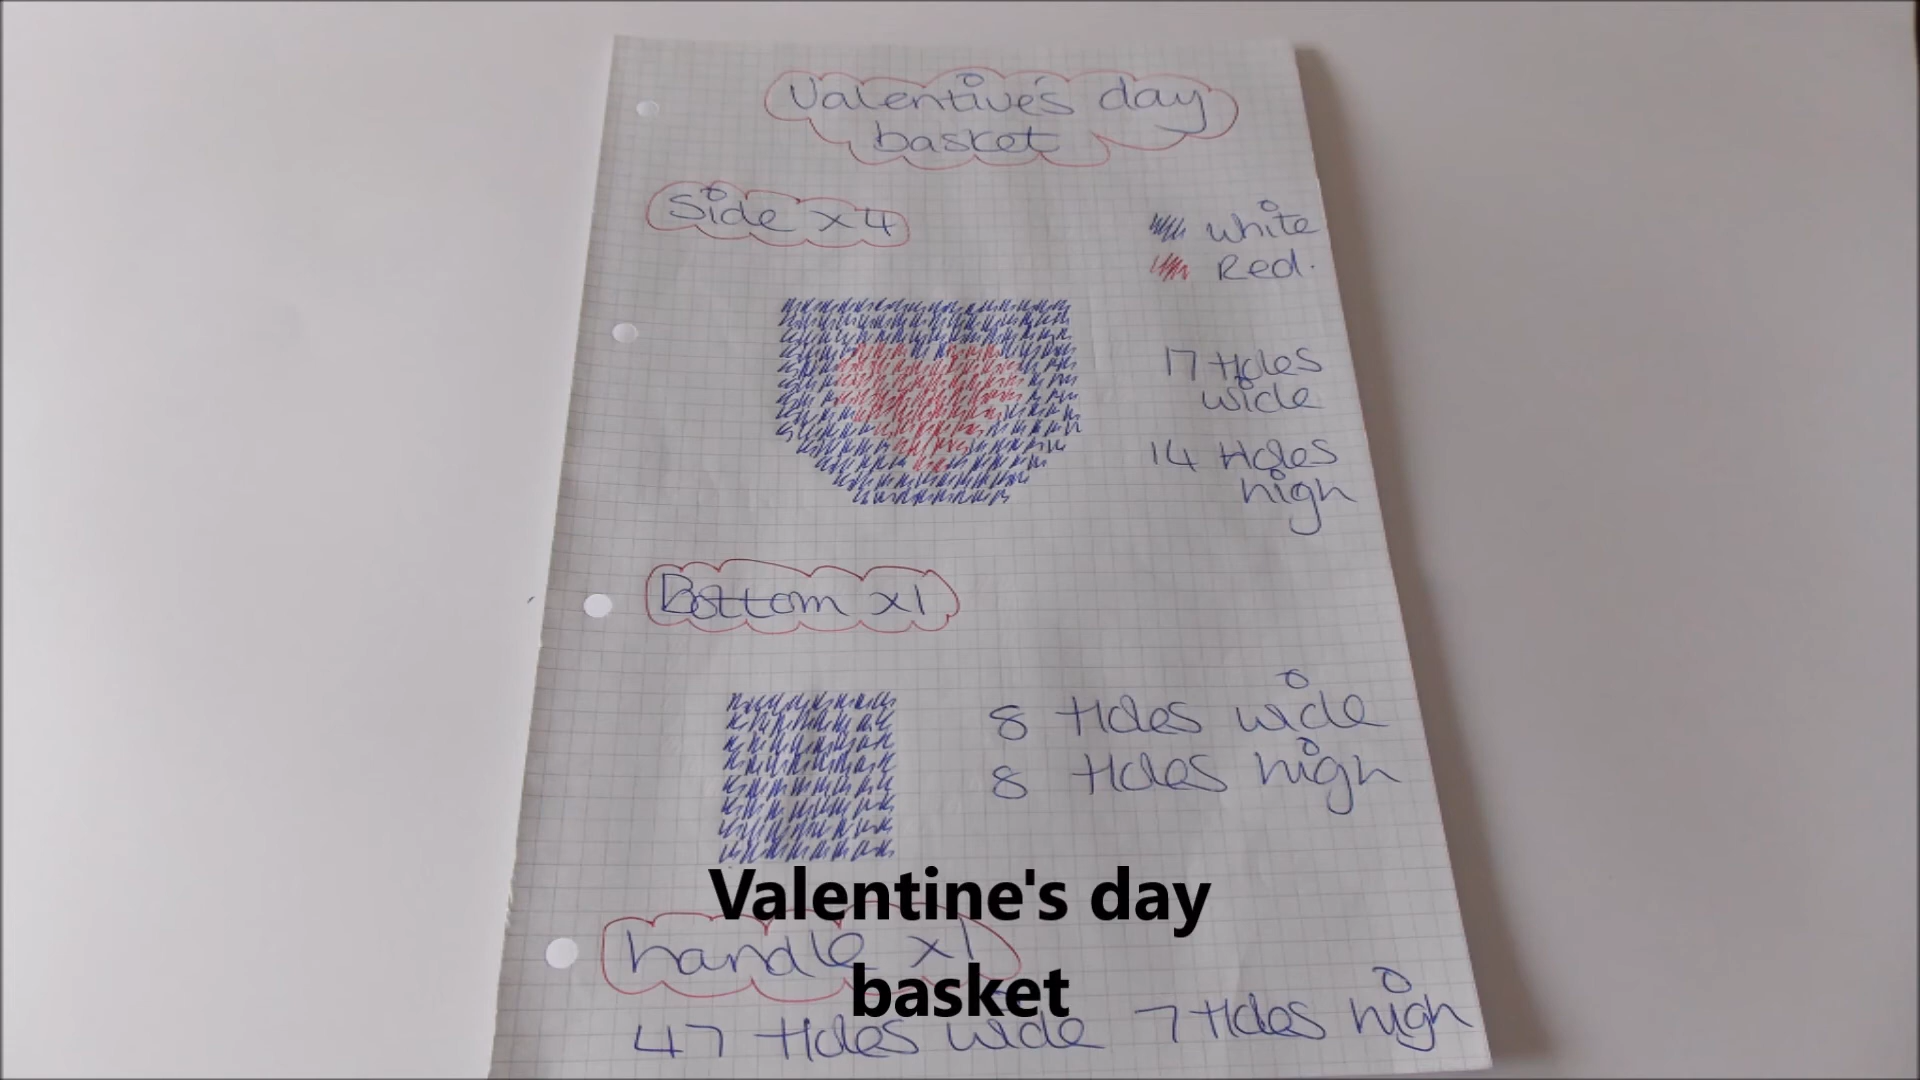 Valentine's day
basket
Side x4
white
Red.
17 Holes
wide
14 Holes
high
Bottom x1
8 Holes wide
8 Holes high
Valentine's day
basket
handle x1
47 Holes wide 7 Holes high